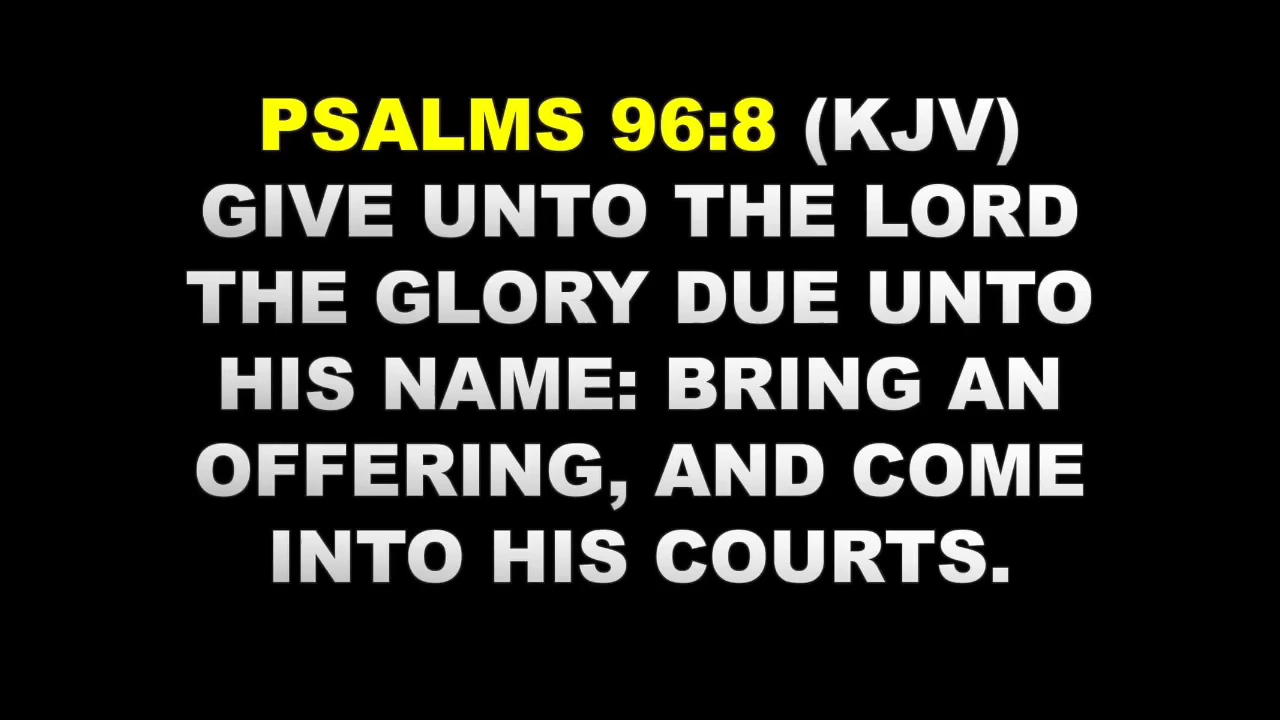 PSALMS 96:8 (KJV)
GIVE UNTO THE LORD
THE GLORY DUE UNTO
HIS NAME: BRING AN
OFFERING, AND COME
INTO HIS COURTS.